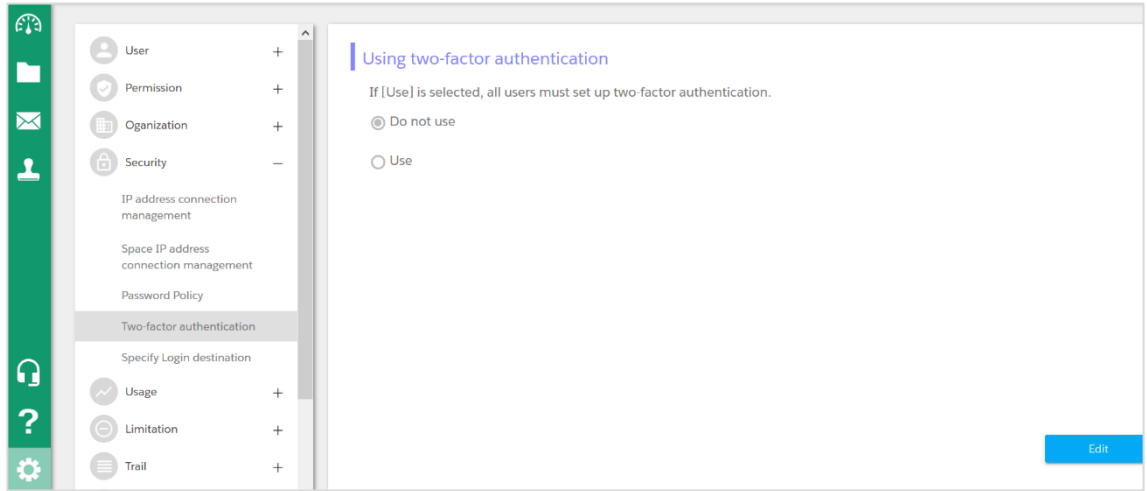 User
Permission
Oganization
Security
IP address connection
management
Space IP address
connection management
Password Policy
Two-factor authentication
Specify Login destination
Usage
Limitation
Trail
Using two-factor authentication
If [Use] is selected, all users must set up two-factor authentication.
Do not use
Use
Edit